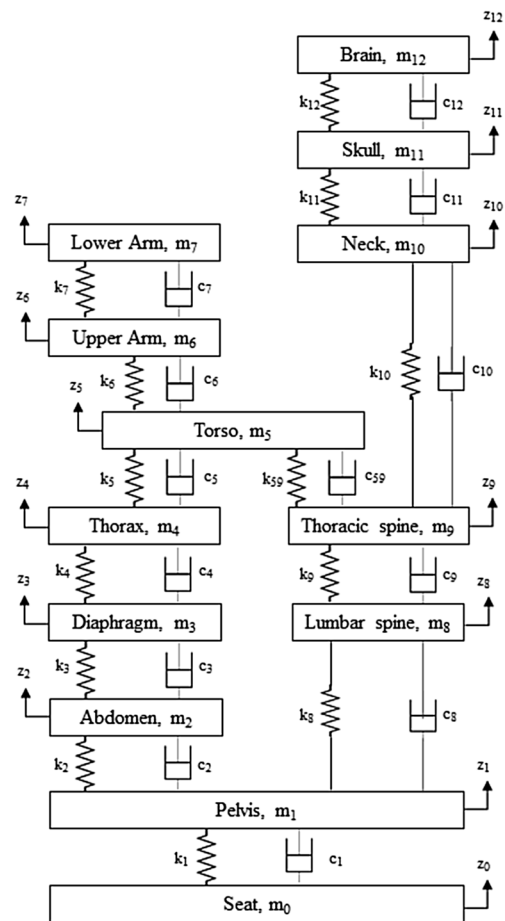 z₁₂
Brain, m₁₂
k₁₂ c₁₂
z₁₁
Skull, m₁₁
k₁₁ c₁₁
z₁₀
Neck, m₁₀
z₇
Lower Arm, m₇
k₇ c₇
z₆
Upper Arm, m₆
k₆ c₆
k₁₀ c₁₀
z₅
Torso, m₅
k₅ c₅ k₅₉ c₅₉
z₄ z₉
Thorax, m₄ Thoracic spine, m₉
k₄ c₄ k₉ c₉
z₃ z₈
Diaphragm, m₃ Lumbar spine, m₈
k₃ c₃
z₂
Abdomen, m₂
k₈ c₈
k₂ c₂
z₁
Pelvis, m₁
k₁ c₁
z₀
Seat, m₀